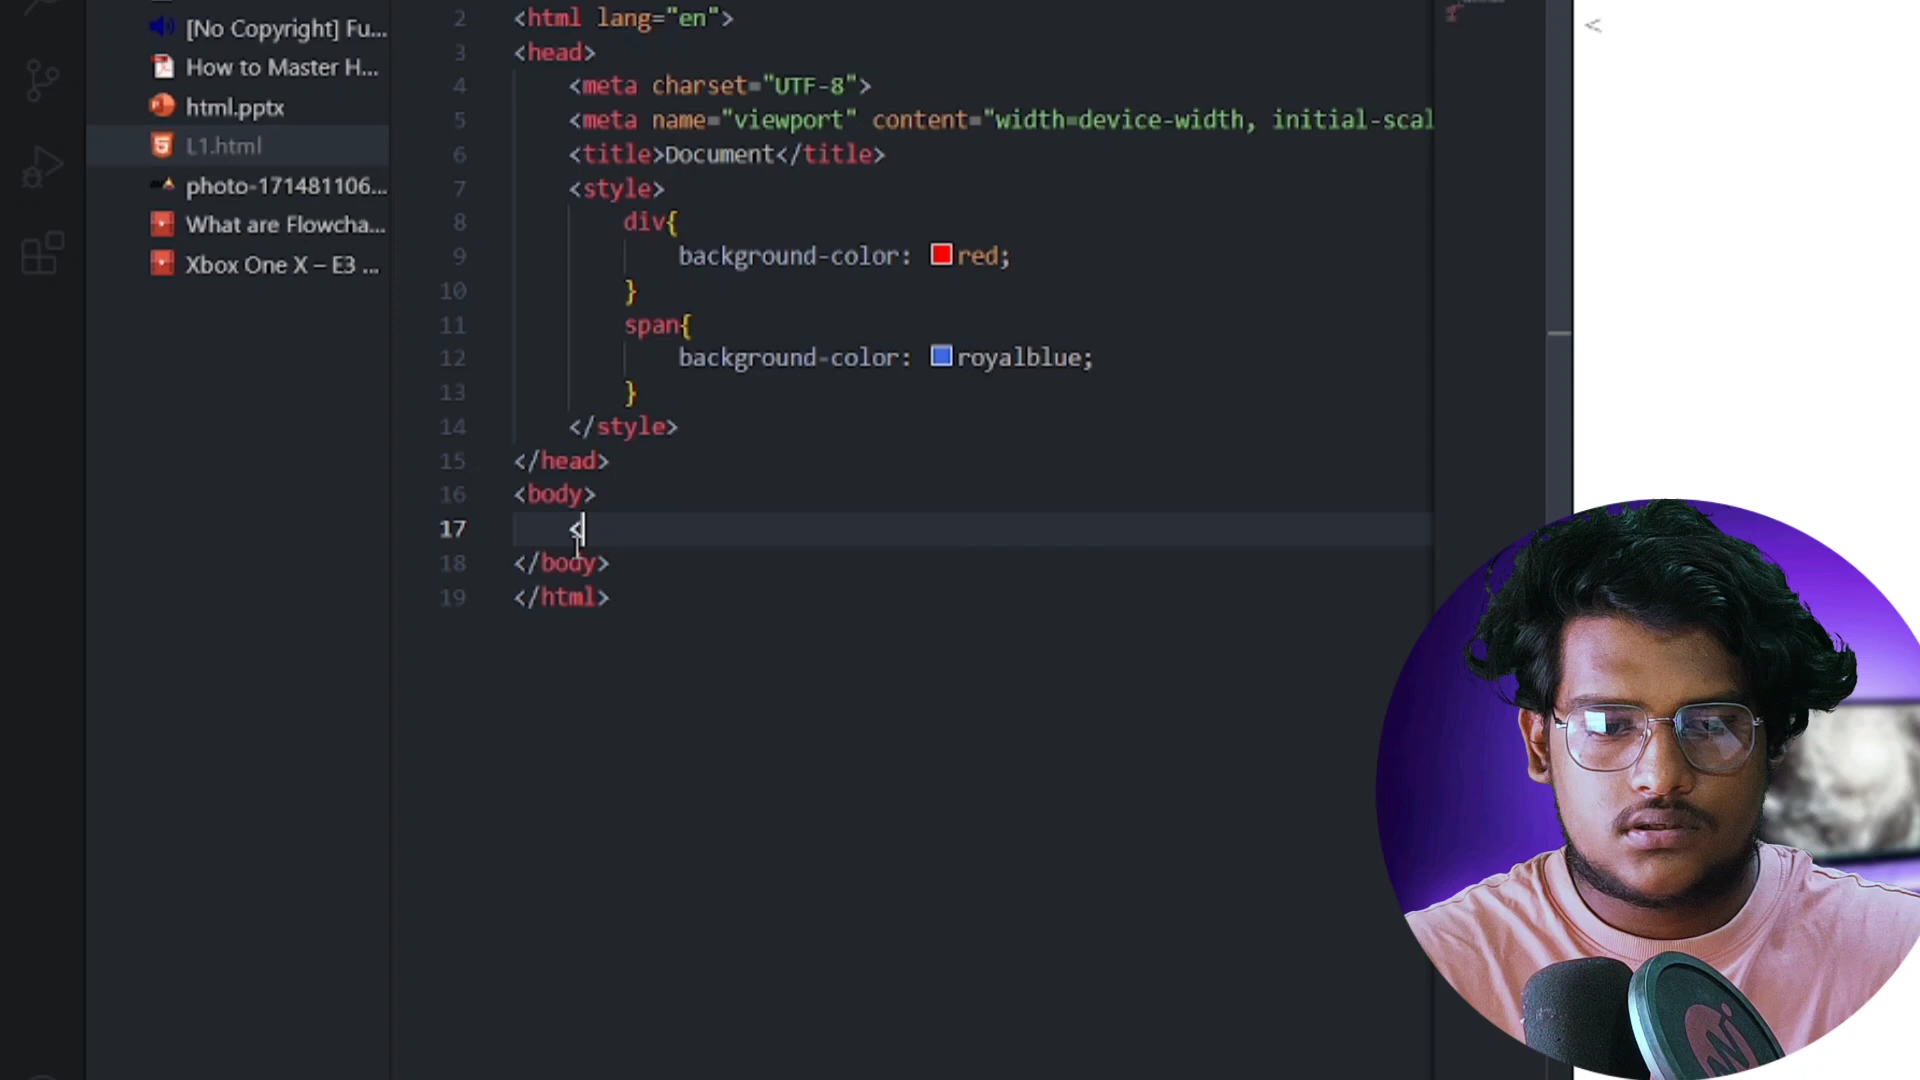 [No Copyright] Fu...
How to Master H...
html.pptx
L1.html
photo-171481106...
What are Flowcha...
Xbox One X – E3 ...
2 <html lang="en">
3 <head>
4 <meta charset="UTF-8">
5 <meta name="viewport" content="width=device-width, initial-scal
6 <title>Document</title>
7 <style>
8 div{
9 background-color: red;
10 }
11 span{
12 background-color: royalblue;
13 }
14 </style>
15 </head>
16 <body>
17 <
18 </body>
19 </html>
<